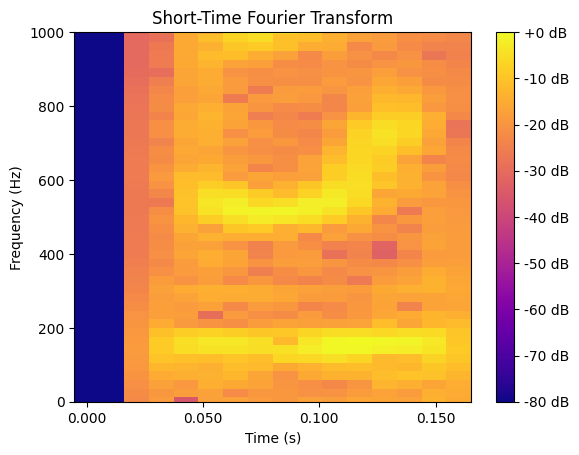 Short-Time Fourier Transform
1000
800
600
400
200
0
Frequency (Hz)
0.000
0.050
0.100
0.150
Time (s)
+0 dB
-10 dB
-20 dB
-30 dB
-40 dB
-50 dB
-60 dB
-70 dB
-80 dB